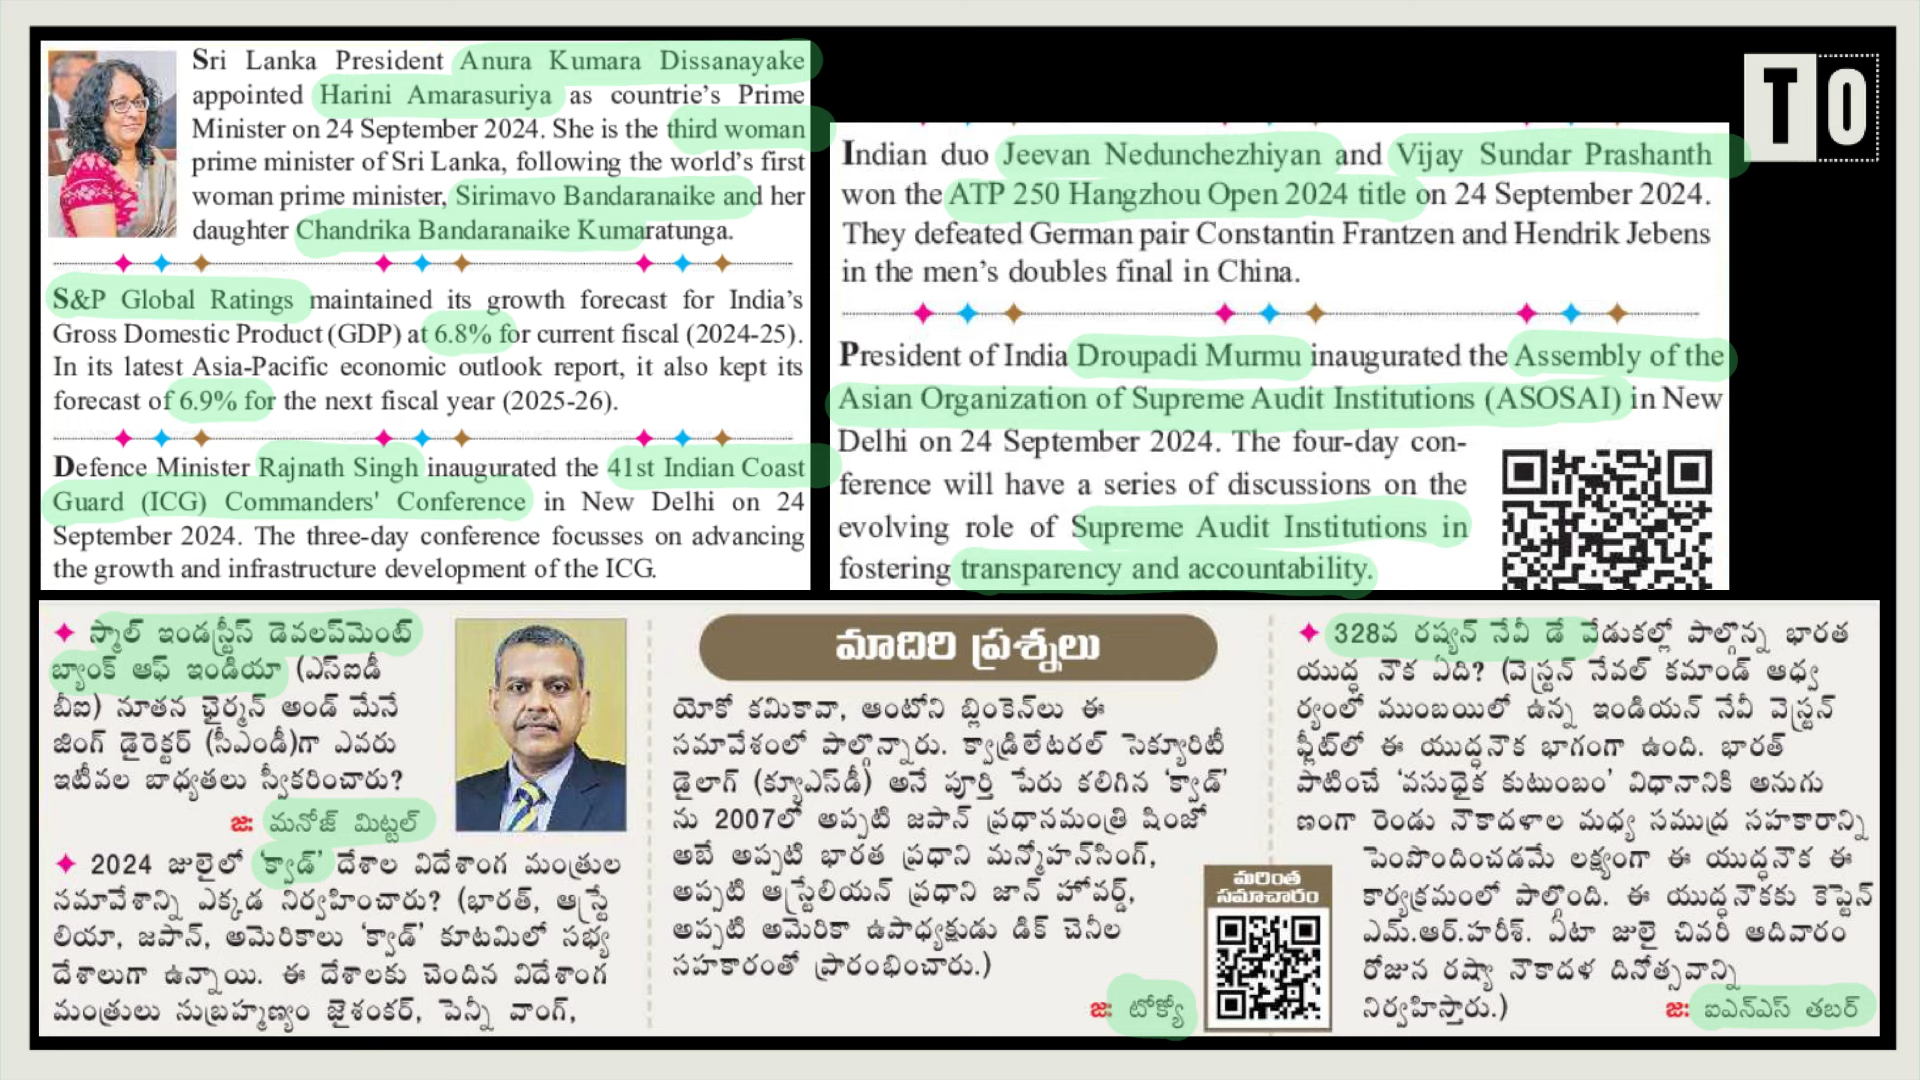 Sri Lanka President Anura Kumara Dissanayake
appointed Harini Amarasuriya as countrie's Prime
Minister on 24 September 2024. She is the third woman
prime minister of Sri Lanka, following the world's first
woman prime minister, Sirimavo Bandaranaike and her
daughter Chandrika Bandaranaike Kumaratunga.
S&P Global Ratings maintained its growth forecast for India's
Gross Domestic Product (GDP) at 6.8% for current fiscal (2024-25).
In its latest Asia-Pacific economic outlook report, it also kept its
forecast of 6.9% for the next fiscal year (2025-26).
Defence Minister Rajnath Singh inaugurated the 41st Indian Coast
Guard (ICG) Commanders' Conference in New Delhi on 24
September 2024. The three-day conference focusses on advancing
the growth and infrastructure development of the ICG.
TO
Indian duo Jeevan Nedunchezhiyan and Vijay Sundar Prashanth
won the ATP 250 Hangzhou Open 2024 title on 24 September 2024.
They defeated German pair Constantin Frantzen and Hendrik Jebens
in the men's doubles final in China.
President of India Droupadi Murmu inaugurated the Assembly of the
Asian Organization of Supreme Audit Institutions (ASOSAI) in New
Delhi on 24 September 2024. The four-day con-
ference will have a series of discussions on the
evolving role of Supreme Audit Institutions in
fostering transparency and accountability.
స్మాల్ ఇండస్ట్రీస్ డెవలప్‌మెంట్
బ్యాంక్ ఆఫ్ ఇండియా (ఎస్ఐడీ
బీఐ) నూతన ఛైర్మన్ అండ్ మేనే
జింగ్ డైరెక్టర్ (సీఎండీ)గా ఎవరు
ఇటీవల బాధ్యతలు స్వీకరించారు?
జ: మనోజ్ మిట్టల్
2024 జులైలో 'క్వాడ్' దేశాల విదేశాంగ మంత్రుల
సమావేశాన్ని ఎక్కడ నిర్వహించారు? (భారత్, ఆస్ట్రే
లియా, జపాన్, అమెరికాలు 'క్వాడ్' కూటమిలో సభ్య
దేశాలుగా ఉన్నాయి. ఈ దేశాలకు చెందిన విదేశాంగ
మంత్రులు సుబ్రహ్మణ్యం జైశంకర్, పెన్నీ వాంగ్,
మాదిరి ప్రశ్నలు
యోకో కమికావా, ఆంటోని బ్లింకెన్‌లు ఈ
సమావేశంలో పాల్గొన్నారు. క్వాడ్రిలేటరల్ సెక్యూరిటీ
డైలాగ్ (క్యూఎస్‌డీ) అనే పూర్తి పేరు కలిగిన 'క్వాడ్'
ను 2007లో అప్పటి జపాన్ ప్రధానమంత్రి షింజో
అబే అప్పటి భారత ప్రధాని మన్మోహన్‌సింగ్,
అప్పటి ఆస్ట్రేలియన్ ప్రధాని జాన్ హోవర్డ్,
అప్పటి అమెరికా ఉపాధ్యక్షుడు డిక్ చెనీల
సహకారంతో ప్రారంభించారు.)
జ: టోక్యో
మరింత
సమాచారం
328వ రష్యన్ నేవీ డే వేడుకల్లో పాల్గొన్న భారత
యుద్ధ నౌక ఏది? (వెస్ట్రన్ నేవల్ కమాండ్ ఆధ్వ
ర్యంలో ముంబయిలో ఉన్న ఇండియన్ నేవీ వెస్ట్రన్
ఫ్లీట్‌లో ఈ యుద్ధనౌక భాగంగా ఉంది. భారత్
పాటించే 'వసుధైక కుటుంబం' విధానానికి అనుగు
ణంగా రెండు నౌకాదళాల మధ్య సముద్ర సహకారాన్ని
పెంపొందించడమే లక్ష్యంగా ఈ యుద్ధనౌక ఈ
కార్యక్రమంలో పాల్గొంది. ఈ యుద్ధనౌకకు కెప్టెన్
ఎమ్.ఆర్.హరీశ్. ఏటా జులై చివరి ఆదివారం
రోజున రష్యా నౌకాదళ దినోత్సవాన్ని
నిర్వహిస్తారు.)
జ: ఐఎన్ఎస్ తబర్